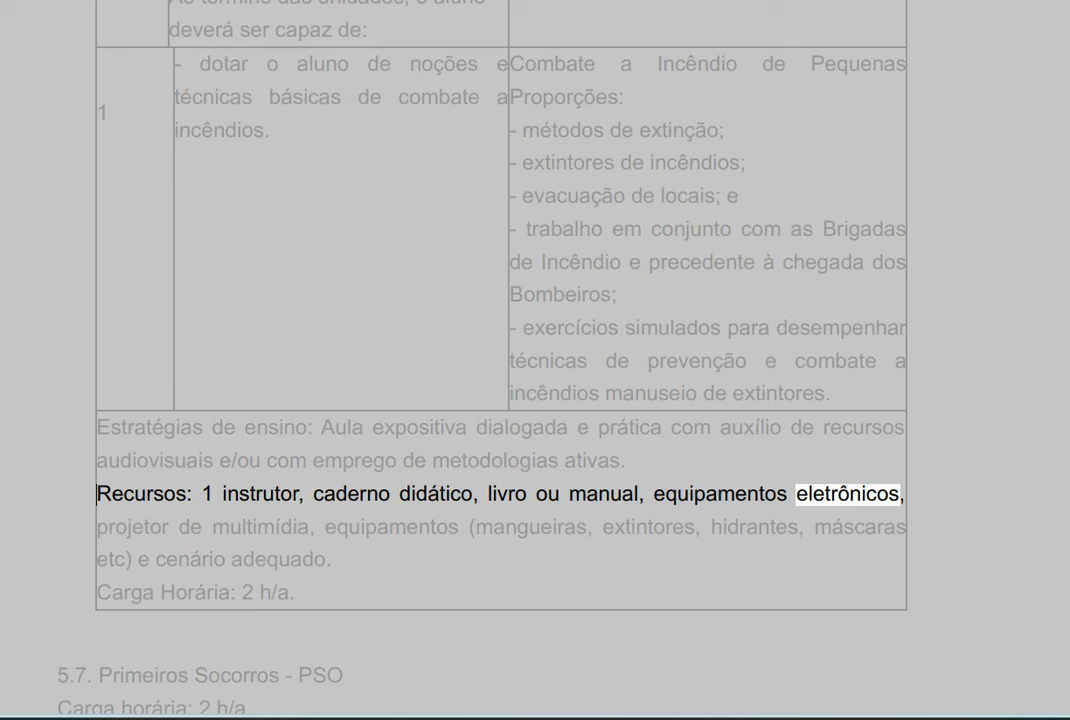 As término das unidades, o aluno
deverá ser capaz de:
1
- dotar o aluno de noções e
técnicas básicas de combate a
incêndios.
Combate a Incêndio de Pequenas
Proporções:
- métodos de extinção;
- extintores de incêndios;
- evacuação de locais; e
- trabalho em conjunto com as Brigadas
de Incêndio e precedente à chegada dos
Bombeiros;
- exercícios simulados para desempenhar
técnicas de prevenção e combate a
incêndios manuseio de extintores.
Estratégias de ensino: Aula expositiva dialogada e prática com auxílio de recursos
audiovisuais e/ou com emprego de metodologias ativas.
Recursos: 1 instrutor, caderno didático, livro ou manual, equipamentos eletrônicos,
projetor de multimídia, equipamentos (mangueiras, extintores, hidrantes, máscaras
etc) e cenário adequado.
Carga Horária: 2 h/a.
5.7. Primeiros Socorros - PSO
Carga horária: 2 h/a